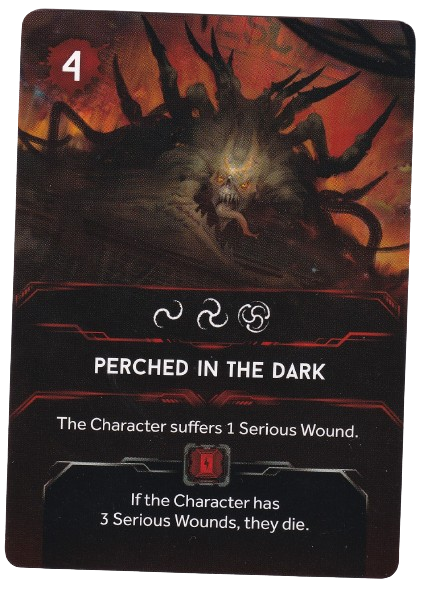 4
PERCHED IN THE DARK
The Character suffers 1 Serious Wound.
If the Character has
3 Serious Wounds, they die.